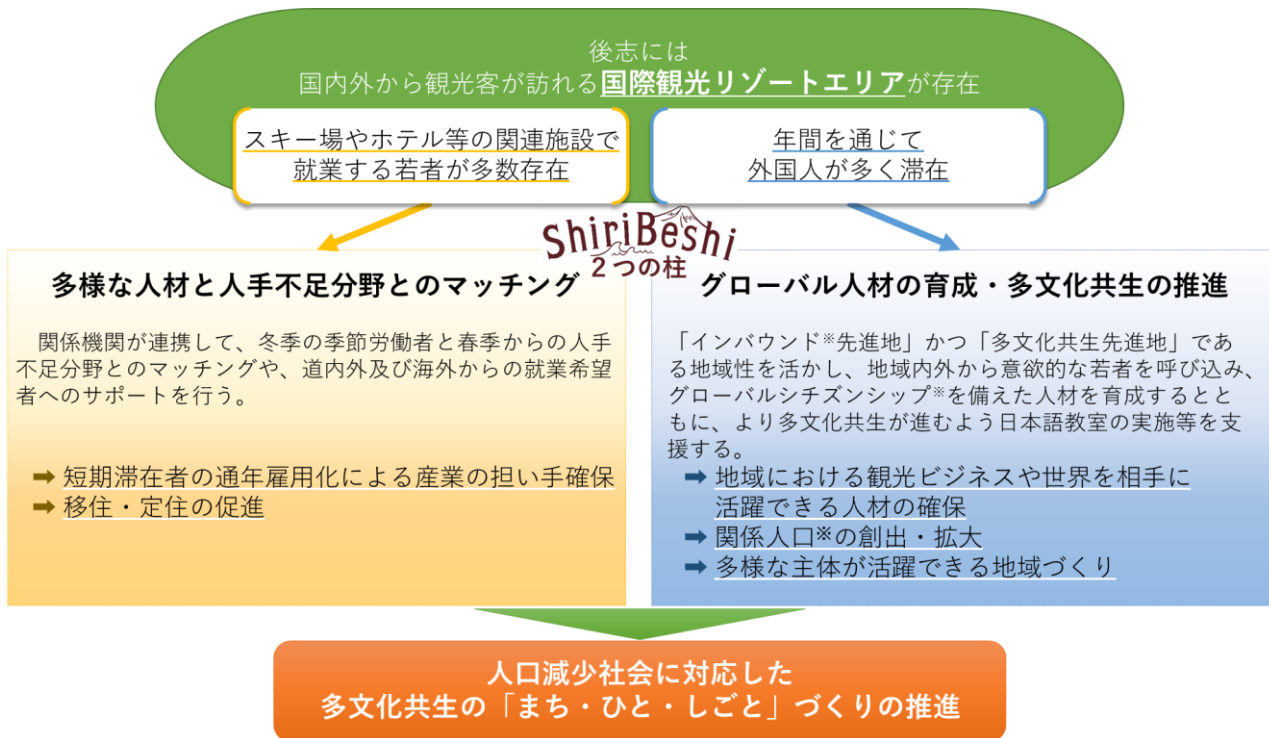 後志には
国内外から観光客が訪れる国際観光リゾートエリアが存在
スキー場やホテル等の関連施設で
就業する若者が多数存在
年間を通じて
外国人が多く滞在
ShiriBeshi
２つの柱
多様な人材と人手不足分野とのマッチング
関係機関が連携して、冬季の季節労働者と春季からの人手
不足分野とのマッチングや、道内外及び海外からの就業希望
者へのサポートを行う。
➡ 短期滞在者の通年雇用化による産業の担い手確保
➡ 移住・定住の促進
グローバル人材の育成・多文化共生の推進
「インバウンド※先進地」かつ「多文化共生先進地」であ
る地域性を活かし、地域内外から意欲的な若者を呼び込み、
グローバルシチズンシップ※を備えた人材を育成するとと
もに、より多文化共生が進むよう日本語教室の実施等を支
援する。
➡ 地域における観光ビジネスや世界を相手に
活躍できる人材の確保
➡ 関係人口※の創出・拡大
➡ 多様な主体が活躍できる地域づくり
人口減少社会に対応した
多文化共生の「まち・ひと・しごと」づくりの推進